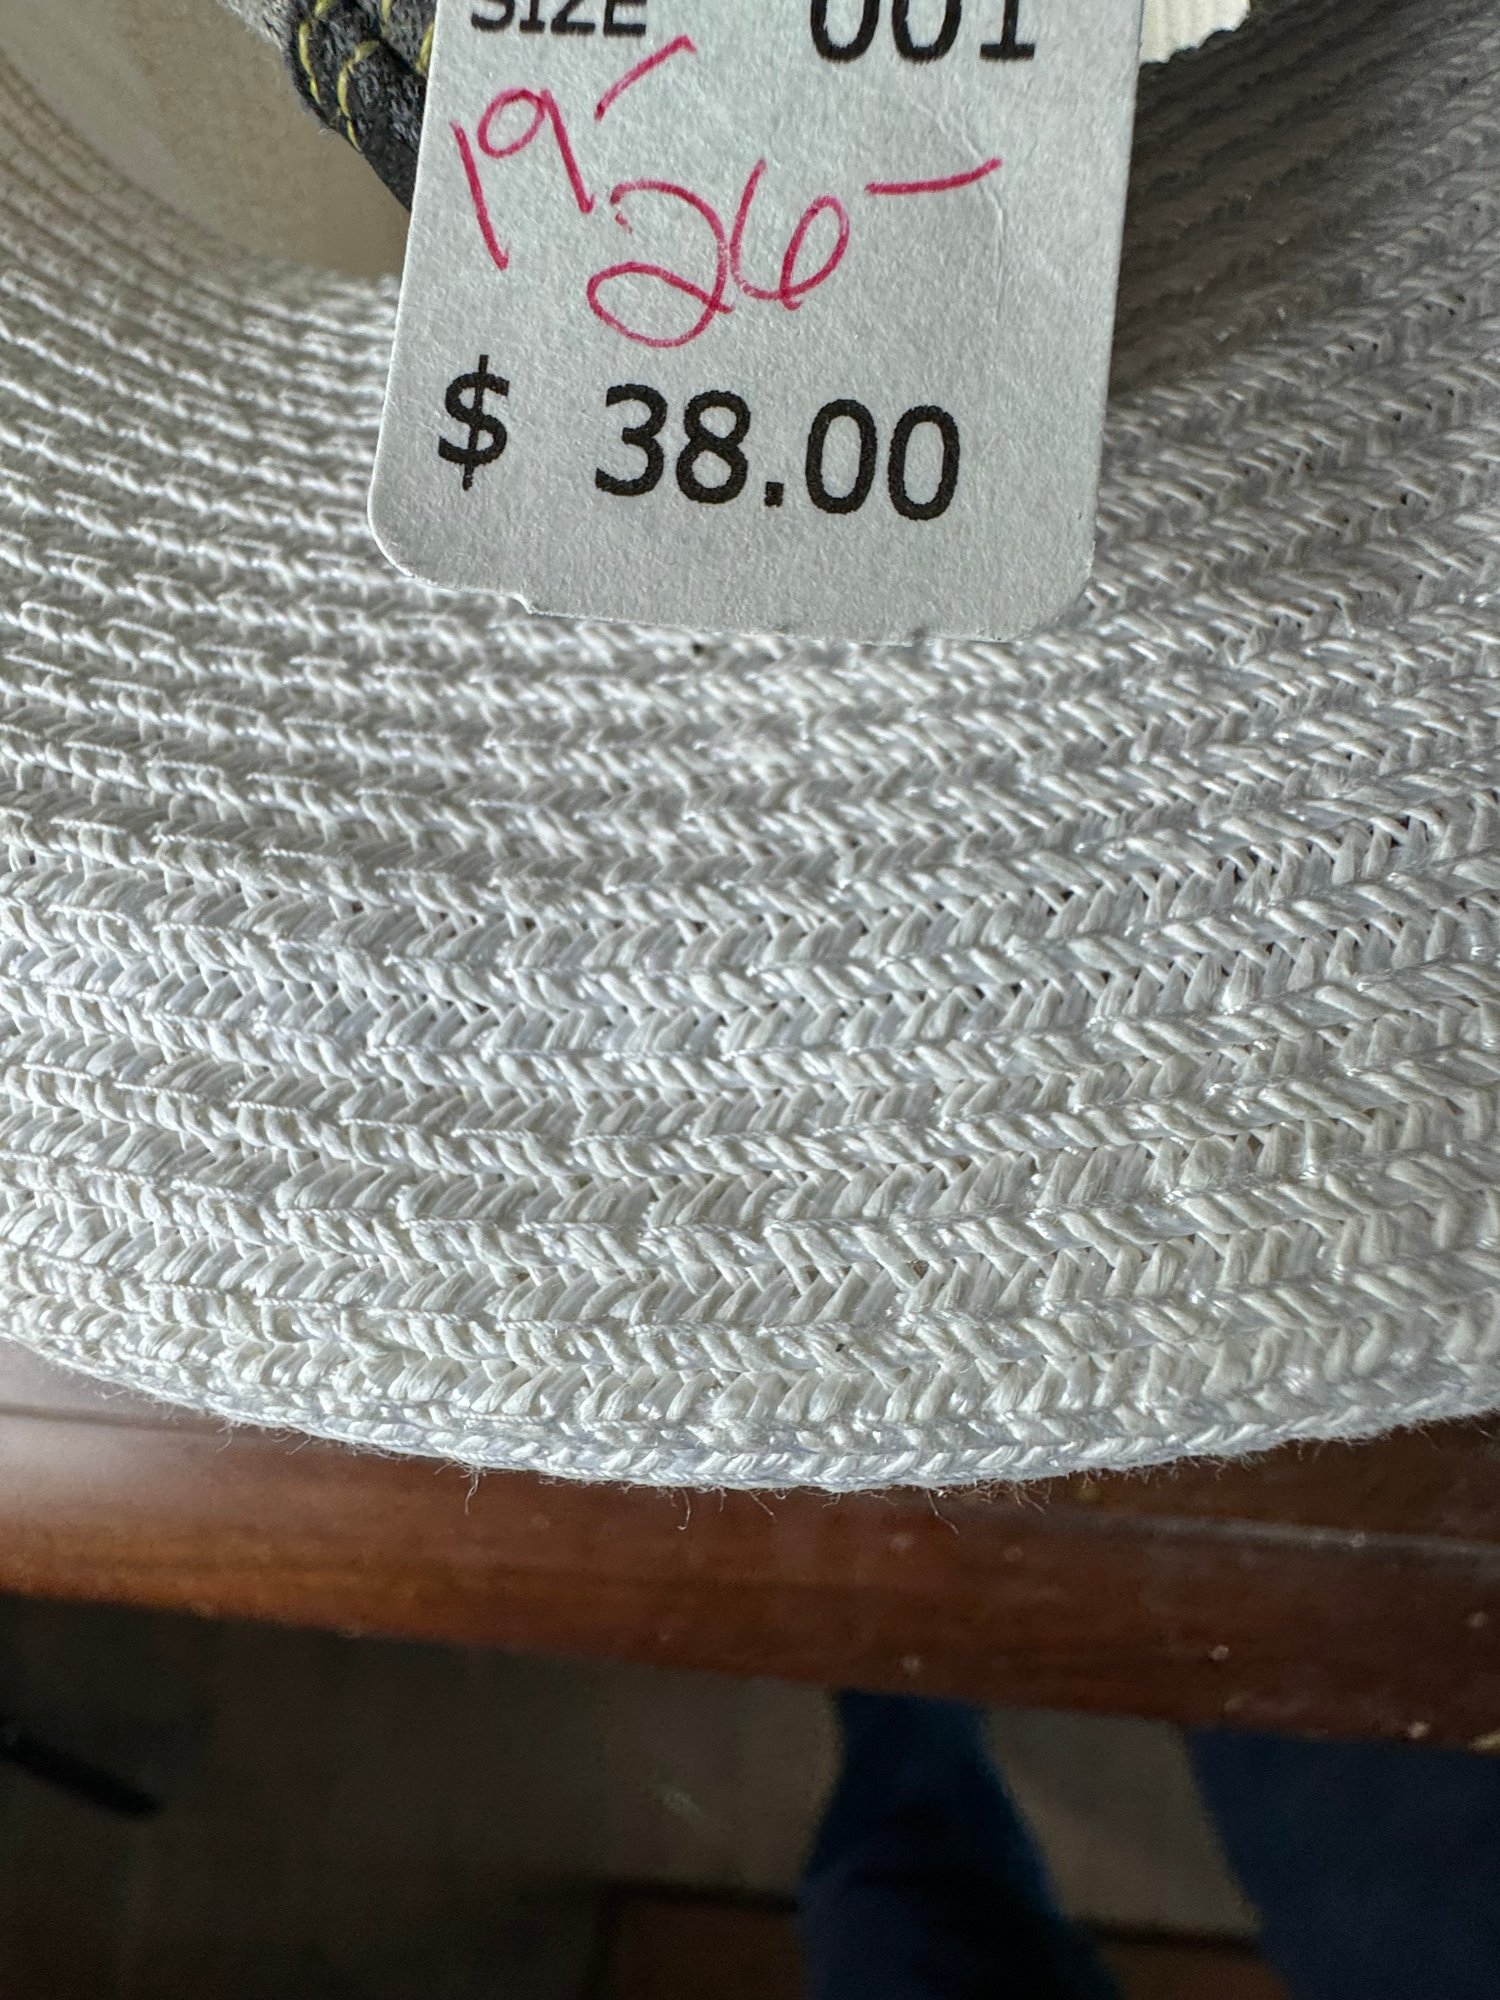 SIZE 001
19-
26-
$ 38.00